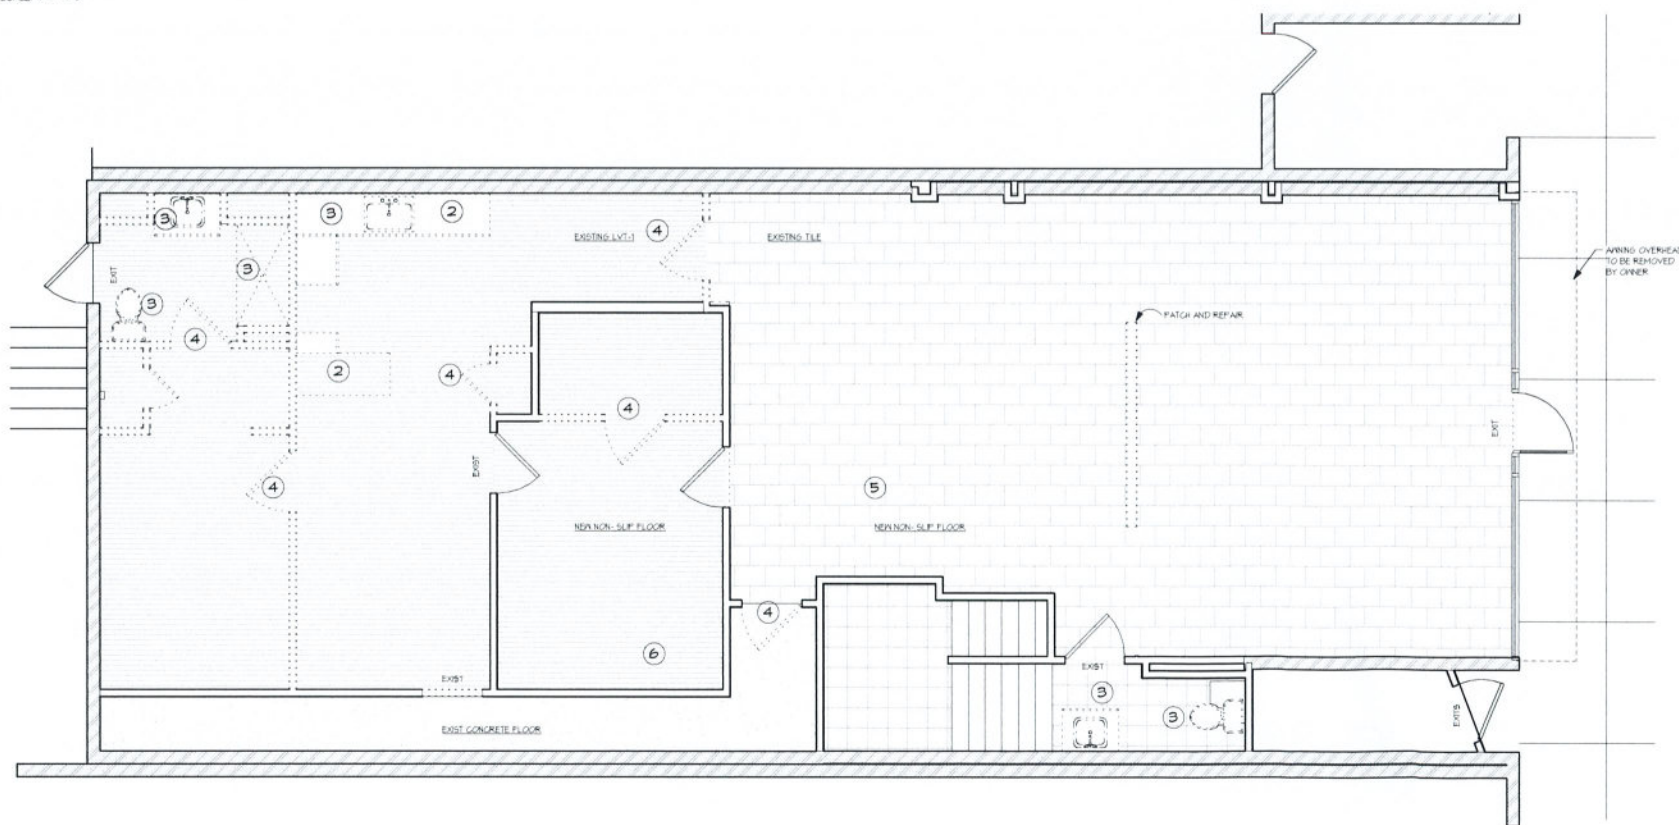 AWNING OVERHEAD
TO BE REMOVED
BY OWNER
3
3
2
EXISTING LVT-1
4
EXISTING TILE
EXIT
3
3
4
PATCH AND REPAIR
2
4
4
EXIT
EXIST
4
5
NEW NON-SLIP FLOOR
NEW NON-SLIP FLOOR
4
6
EXIST
EXIST
3
3
EXITS
EXIST CONCRETE FLOOR